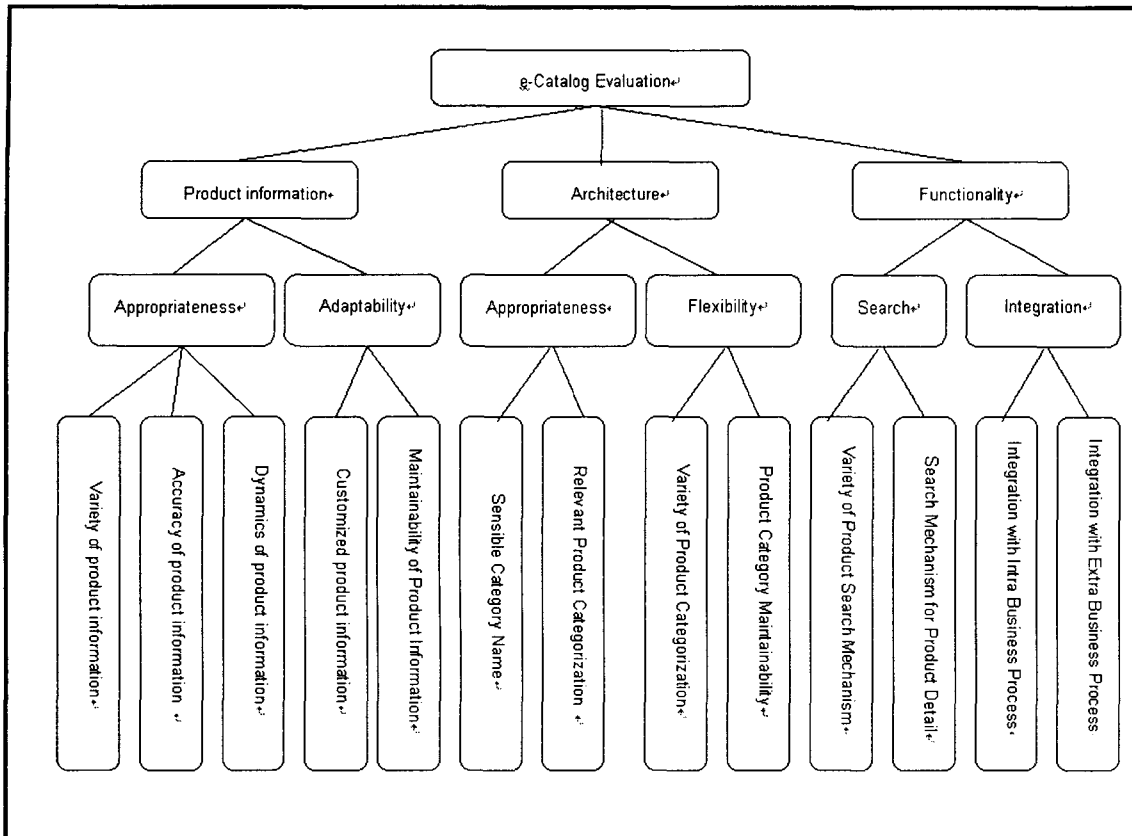 e-Catalog Evaluation
Product information
Architecture
Functionality
Appropriateness
Adaptability
Appropriateness
Flexibility
Search
Integration
Variety of product information
Accuracy of product information
Dynamics of product information
Customized product information
Maintainability of Product Information
Sensible Category Name
Relevant Product Categorization
Variety of Product Categorization
Product Category Maintainability
Variety of Product Search Mechanism
Search Mechanism for Product Detail
Integration with Intra Business Process
Integration with Extra Business Process